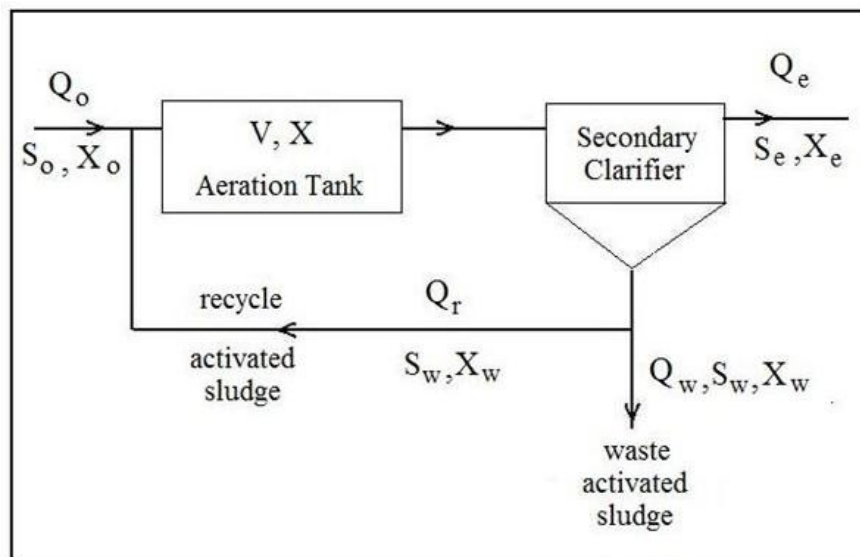 Qo
So, Xo
V, X
Aeration Tank
Secondary
Clarifier
Qe
Se, Xe
recycle
activated
sludge
Qr
Sw,Xw
Qw,Sw,Xw
waste
activated
sludge